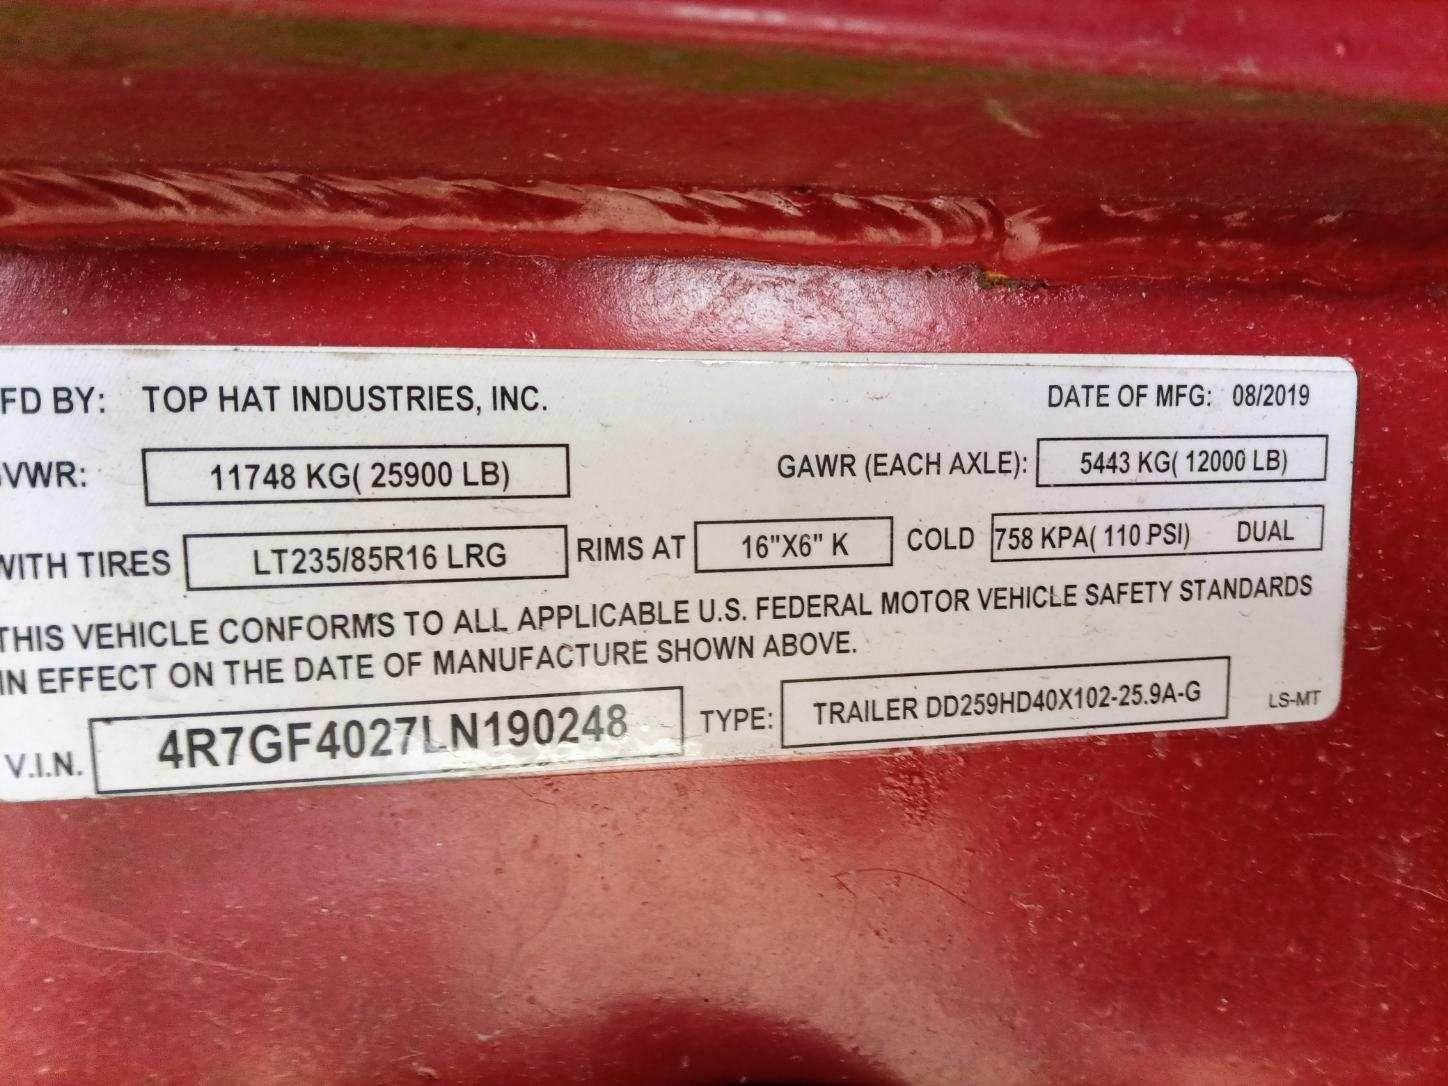 FD BY: TOP HAT INDUSTRIES, INC. DATE OF MFG: 08/2019
VWR: 11748 KG( 25900 LB) GAWR (EACH AXLE): 5443 KG( 12000 LB)
WITH TIRES LT235/85R16 LRG RIMS AT 16"X6" K COLD 758 KPA( 110 PSI) DUAL
THIS VEHICLE CONFORMS TO ALL APPLICABLE U.S. FEDERAL MOTOR VEHICLE SAFETY STANDARDS
IN EFFECT ON THE DATE OF MANUFACTURE SHOWN ABOVE.
V.I.N. 4R7GF4027LN190248 TYPE: TRAILER DD259HD40X102-25.9A-G LS-MT